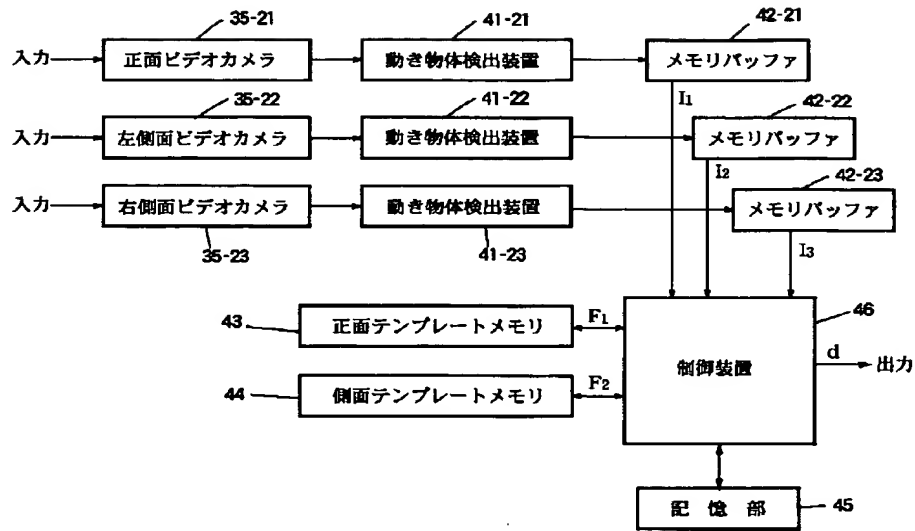 35-21
41-21
42-21
入力
正面ビデオカメラ
動き物体検出装置
メモリバッファ
I1
35-22
41-22
42-22
入力
左側面ビデオカメラ
動き物体検出装置
メモリバッファ
I2
42-23
入力
右側面ビデオカメラ
動き物体検出装置
メモリバッファ
35-23
41-23
I3
43
正面テンプレートメモリ
F1
46
制御装置
d
出力
44
側面テンプレートメモリ
F2
記憶部
45